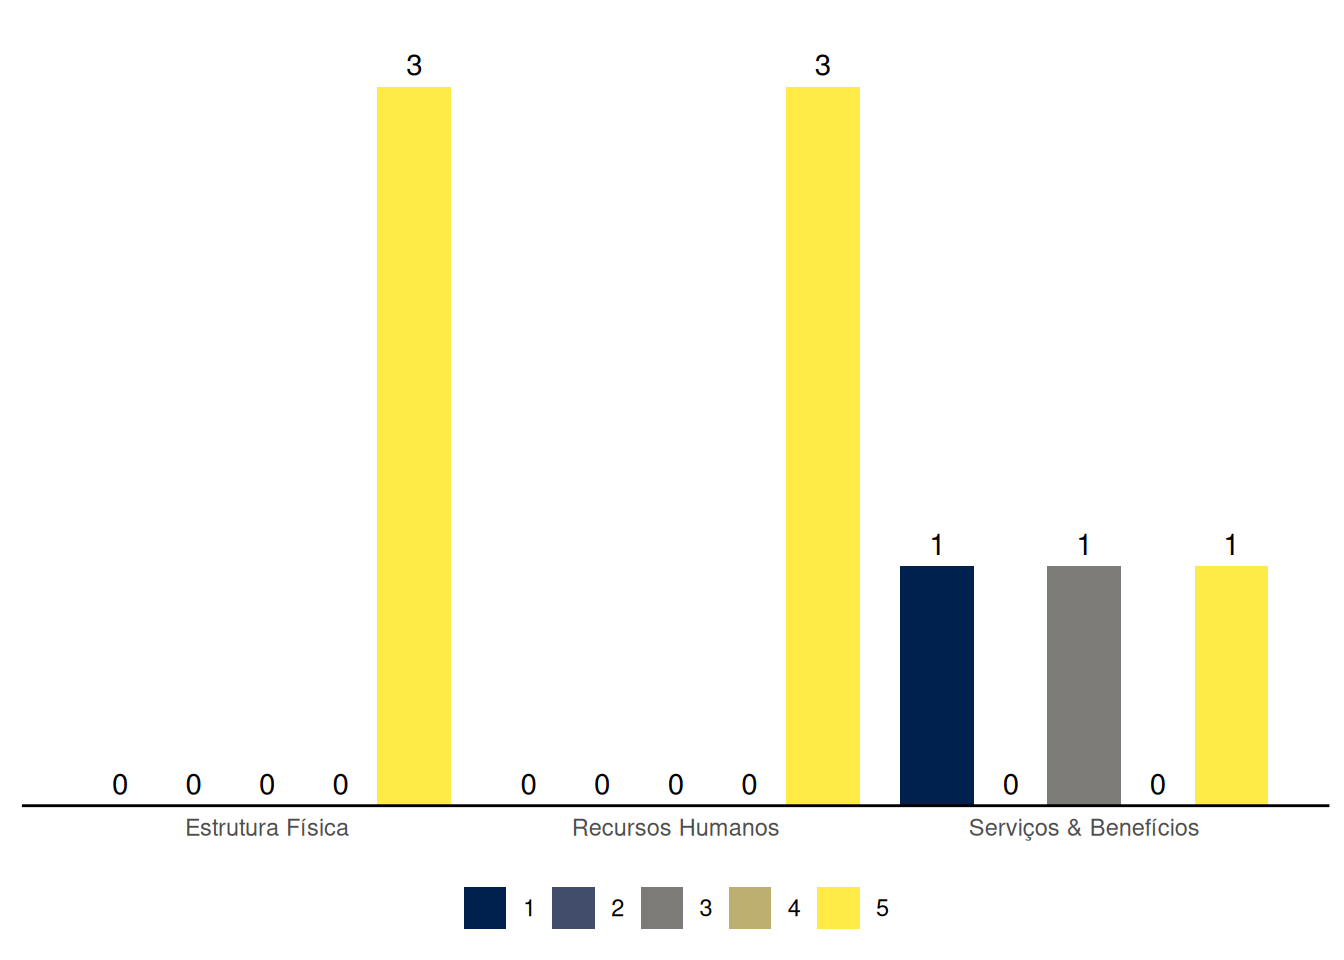 3 3
1 1 1
0 0 0 0 0 0 0 0 0 0
Estrutura Física Recursos Humanos Serviços & Benefícios
1 2 3 4 5